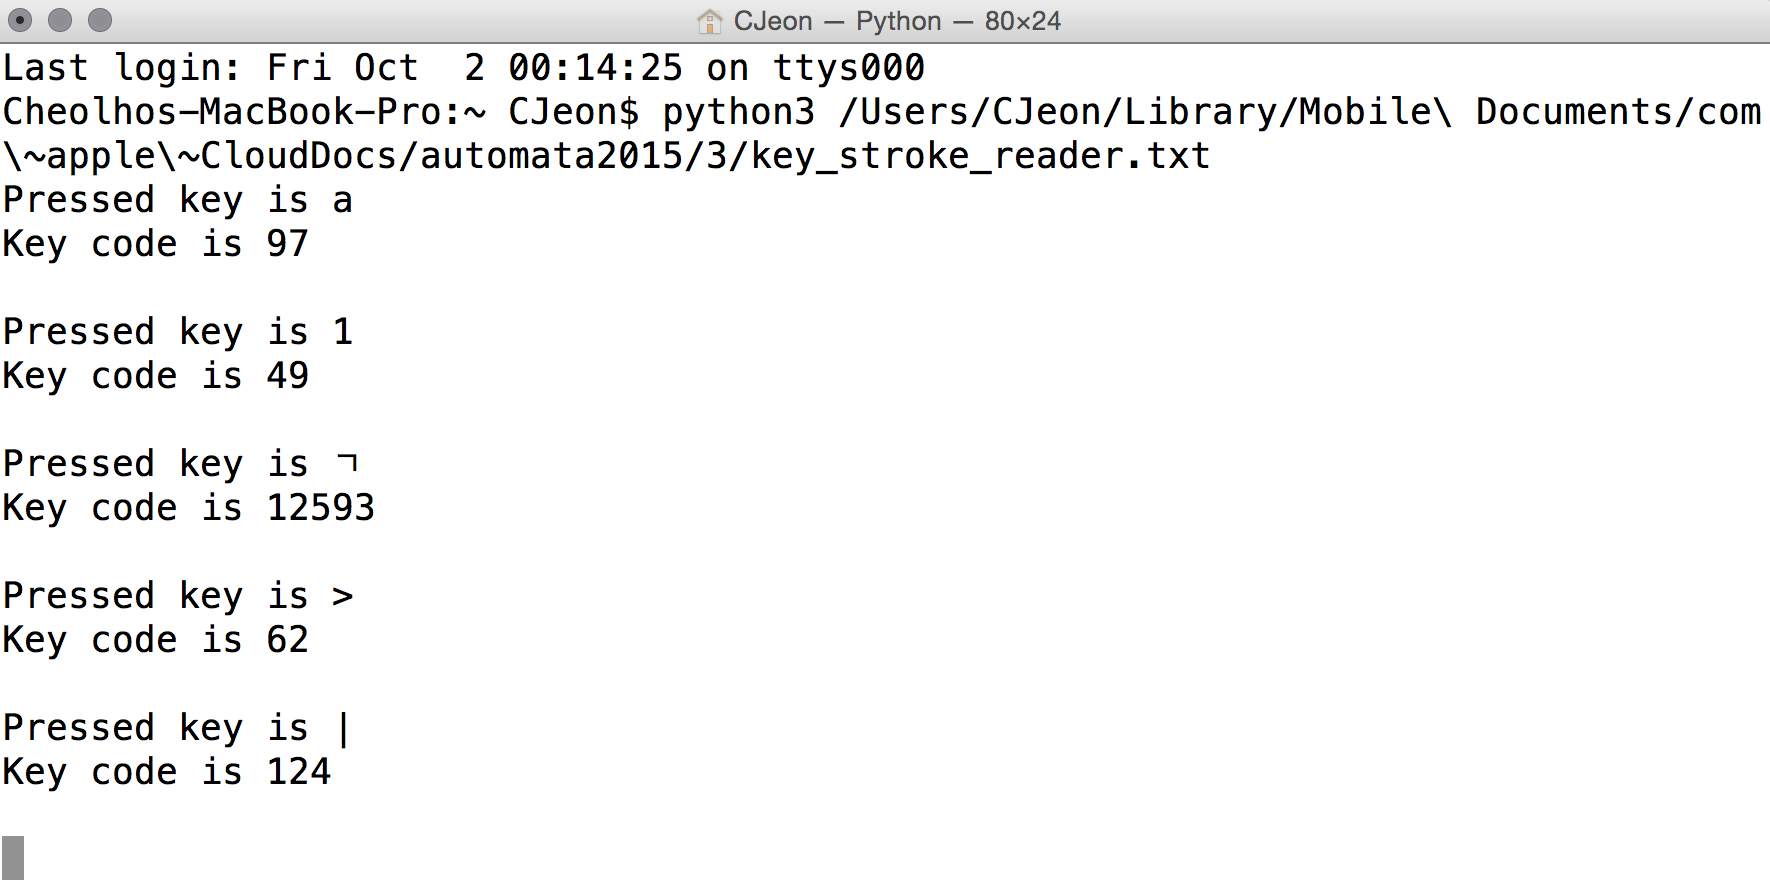 CJeon — Python — 80×24
Last login: Fri Oct  2 00:14:25 on ttys000
Cheolhos-MacBook-Pro:~ CJeon$ python3 /Users/CJeon/Library/Mobile\ Documents/com
\~apple\~CloudDocs/automata2015/3/key_stroke_reader.txt
Pressed key is a
Key code is 97
Pressed key is 1
Key code is 49
Pressed key is ㄱ
Key code is 12593
Pressed key is >
Key code is 62
Pressed key is |
Key code is 124